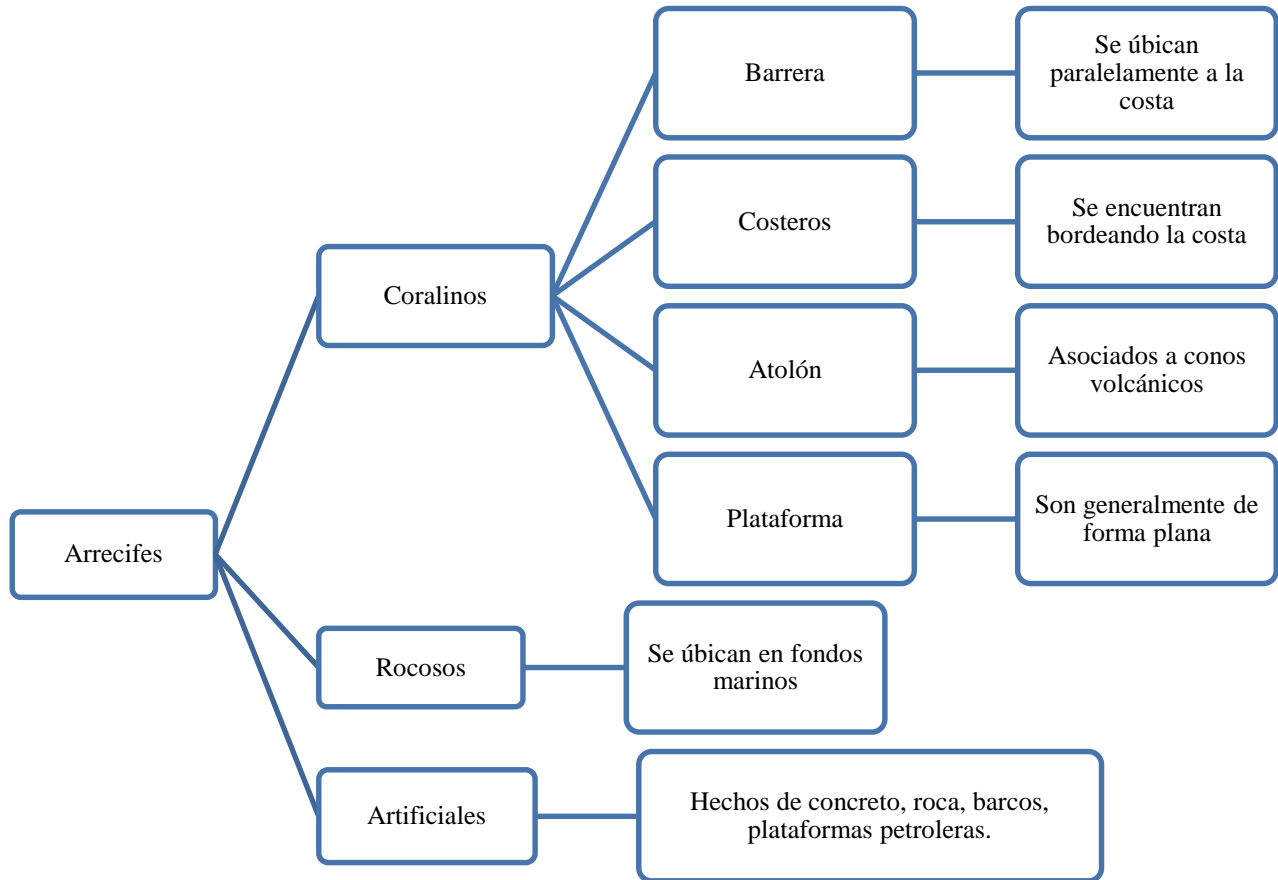 Barrera
Se úbican
paralelamente a la
costa
Costeros
Se encuentran
bordeando la costa
Coralinos
Atolón
Asociados a conos
volcánicos
Plataforma
Son generalmente de
forma plana
Arrecifes
Rocosos
Se úbican en fondos
marinos
Artificiales
Hechos de concreto, roca, barcos,
plataformas petroleras.